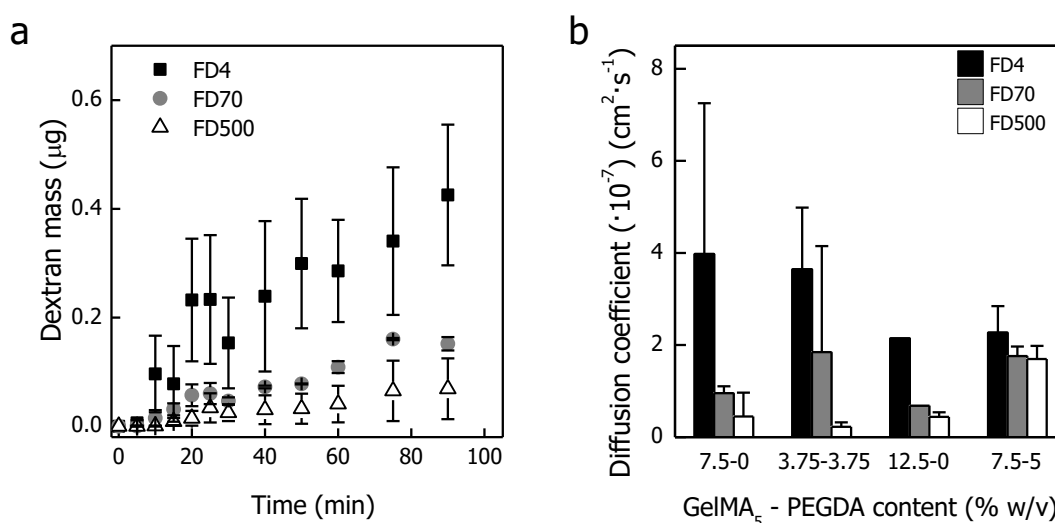 a
Dextran mass (μg)
0.6
0.4
0.2
0.0
FD4
FD70
FD500
0 20 40 60 80 100
Time (min)
b
Diffusion coefficient (·10⁻⁷) (cm²·s⁻¹)
8
6
4
2
0
FD4
FD70
FD500
7.5-0 3.75-3.75 12.5-0 7.5-5
GelMA₅ - PEGDA content (% w/v)